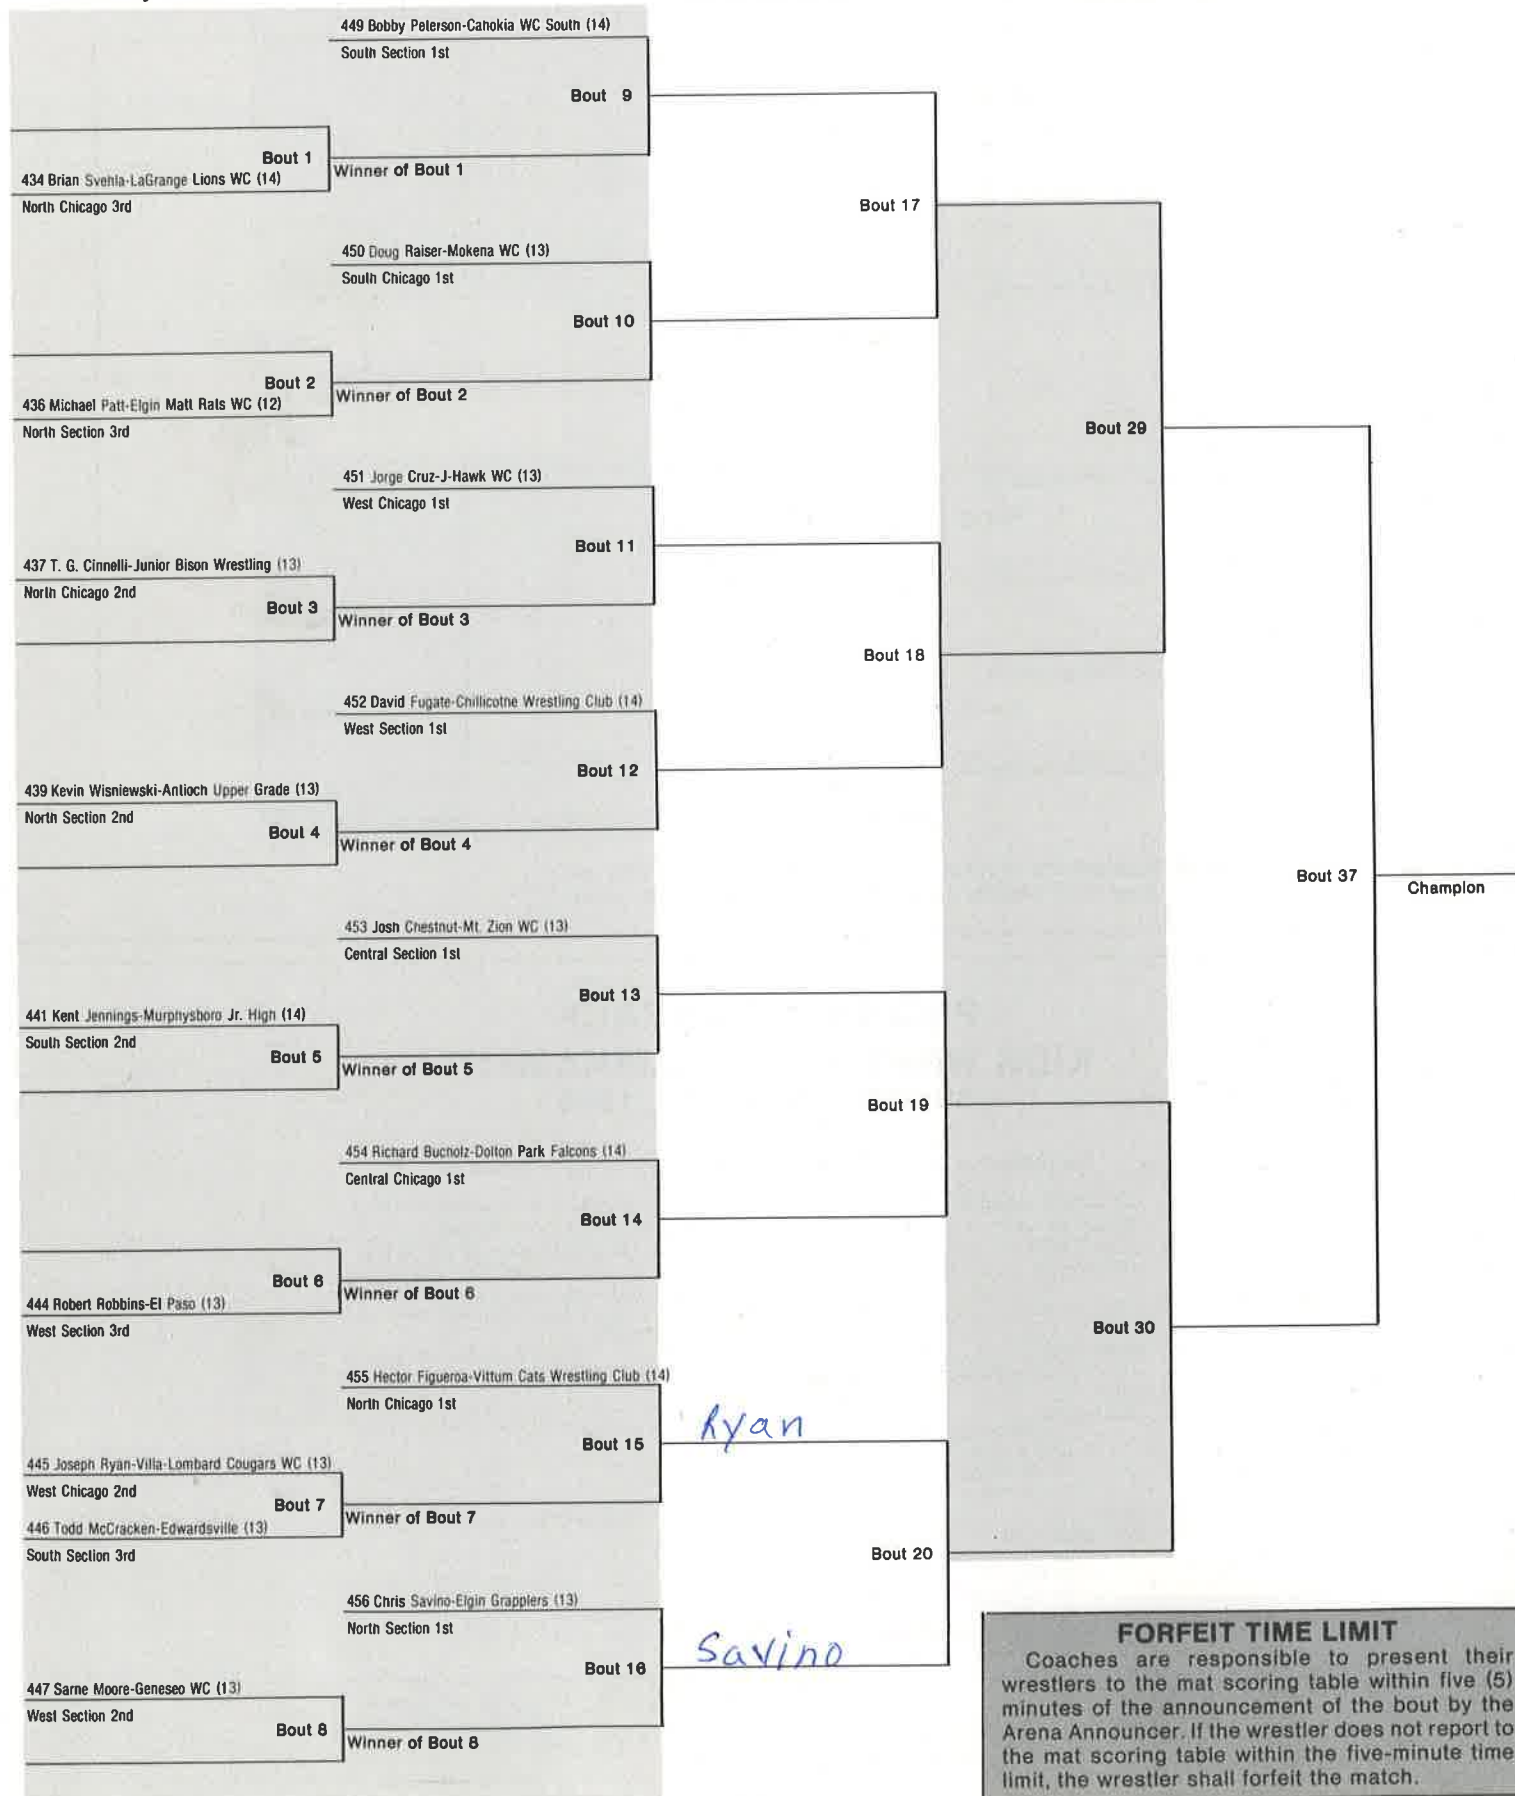 449 Bobby Peterson-Cahokia WC South (14)
South Section 1st
Bout 9
Bout 1
Winner of Bout 1
434 Brian Svehla-LaGrange Lions WC (14)
North Chicago 3rd
Bout 17
450 Doug Raiser-Mokena WC (13)
South Chicago 1st
Bout 10
Bout 2
Winner of Bout 2
436 Michael Patt-Elgin Matt Rats WC (12)
North Section 3rd
Bout 29
451 Jorge Cruz-J-Hawk WC (13)
West Chicago 1st
Bout 11
437 T. G. Cinnelli-Junior Bison Wrestling (13)
North Chicago 2nd
Bout 3
Winner of Bout 3
Bout 18
452 David Fugate-Chillicothe Wrestling Club (14)
West Section 1st
Bout 12
439 Kevin Wisniewski-Antioch Upper Grade (13)
North Section 2nd
Bout 4
Winner of Bout 4
Bout 37
Champion
453 Josh Chestnut-Mt. Zion WC (13)
Central Section 1st
Bout 13
441 Kent Jennings-Murphysboro Jr. High (14)
South Section 2nd
Bout 5
Winner of Bout 5
Bout 19
454 Richard Bucholz-Dolton Park Falcons (14)
Central Chicago 1st
Bout 14
Bout 6
Winner of Bout 6
444 Robert Robbins-El Paso (13)
West Section 3rd
Bout 30
455 Hector Figueroa-Vittum Cats Wrestling Club (14)
North Chicago 1st
Ryan
Bout 15
445 Joseph Ryan-Villa-Lombard Cougars WC (13)
West Chicago 2nd
Bout 7
Winner of Bout 7
446 Todd McCracken-Edwardsville (13)
South Section 3rd
Bout 20
456 Chris Savino-Elgin Grapplers (13)
North Section 1st
Savino
Bout 16
447 Sarne Moore-Geneseo WC (13)
West Section 2nd
Bout 8
Winner of Bout 8
FORFEIT TIME LIMIT
Coaches are responsible to present their
wrestlers to the mat scoring table within five (5)
minutes of the announcement of the bout by the
Arena Announcer. If the wrestler does not report to
the mat scoring table within the five-minute time
limit, the wrestler shall forfeit the match.